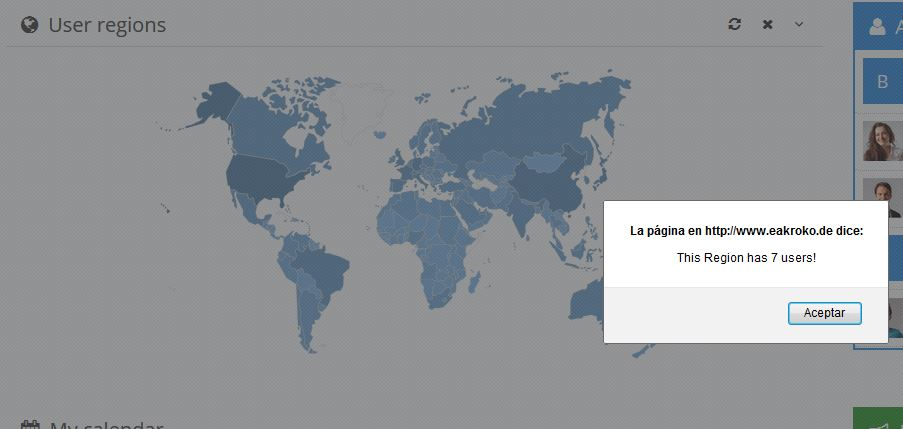 User regions
A
B
La página en http://www.eakroko.de dice:
This Region has 7 users!
Aceptar
My calendar